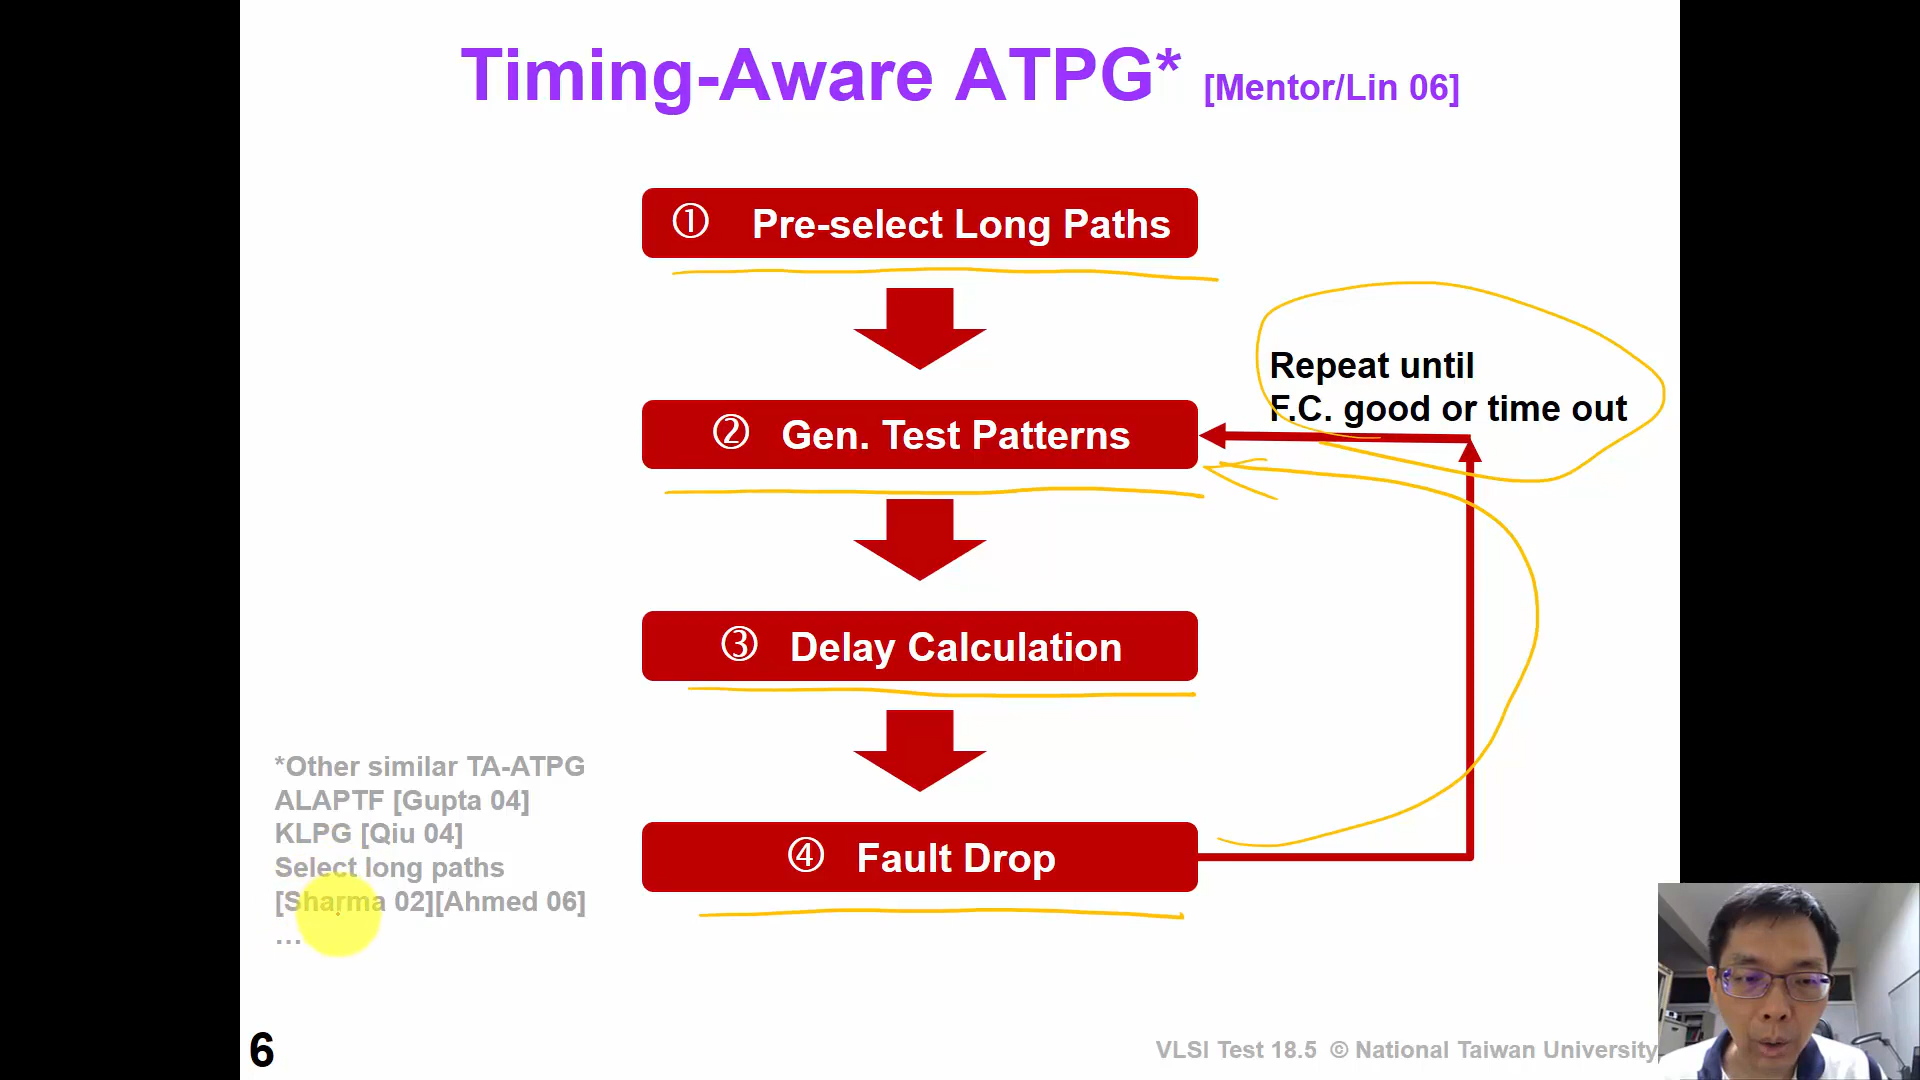 Timing-Aware ATPG* [Mentor/Lin 06]
① Pre-select Long Paths
Repeat until
F.C. good or time out
② Gen. Test Patterns
③ Delay Calculation
④ Fault Drop
*Other similar TA-ATPG
ALAPTF [Gupta 04]
KLPG [Qiu 04]
Select long paths
[Sharma 02][Ahmed 06]
...
6
VLSI Test 18.5 © National Taiwan University